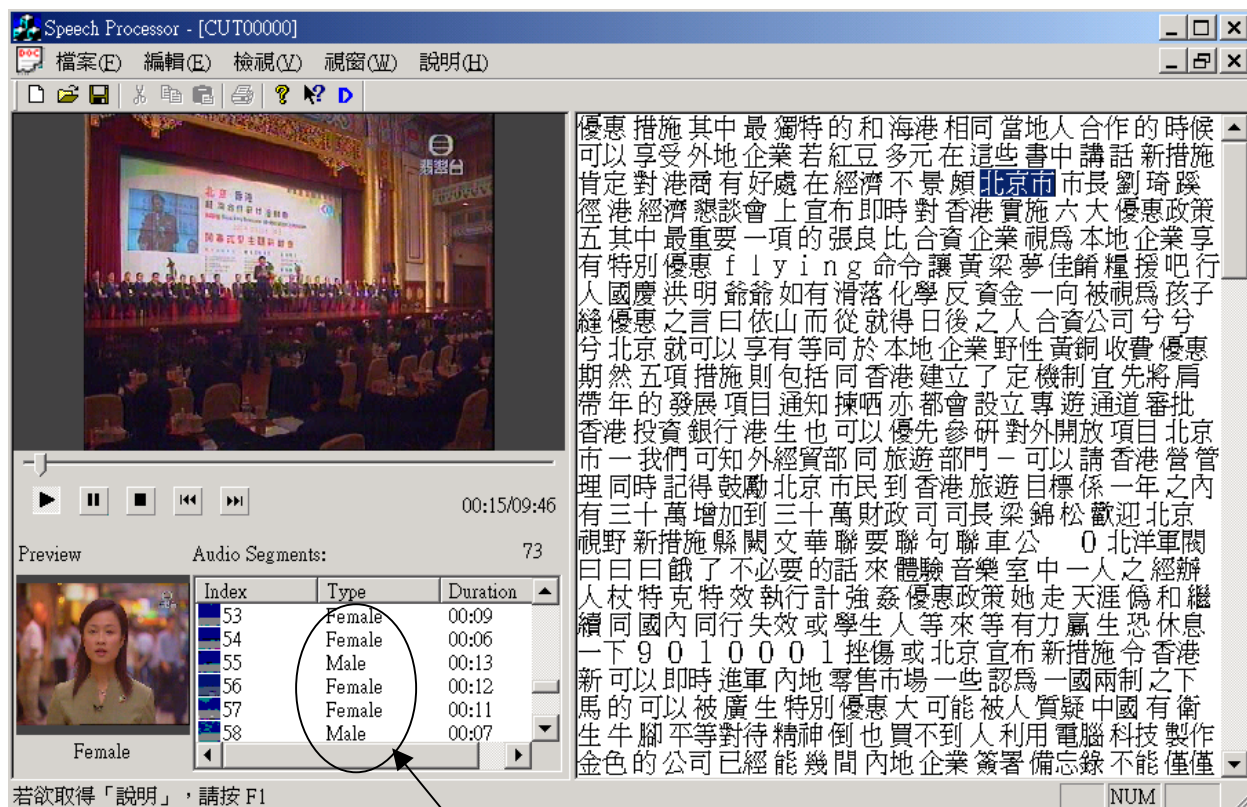 Speech Processor - [CUT00000]
檔案(F) 編輯(E) 檢視(V) 視窗(W) 說明(H)
翡翠台
北京 香港
經濟合作研討洽談會
開幕式暨主題研討會
00:15/09:46
Preview Audio Segments: 73
Index Type Duration
53 Female 00:09
54 Female 00:06
55 Male 00:13
56 Female 00:12
57 Female 00:11
58 Male 00:07
Female
優惠 措施 其中 最 獨特 的 和 海港 相同 當地人 合作 的 時候
可以 享受 外地 企業 若 紅豆 多元 在 這些 書中 講話 新措施
肯定 對 港商 有 好處 在 經濟 不 景 頗 北京市 市長 劉 琦 蹊
徑 港 經濟 懇談會 上 宣布 即時 對 香港 實施 六 大 優惠政策
五 其中 最重要 一項 的 張良 比 合資 企業 視爲 本地 企業 享
有 特別 優惠 f l y i n g 命令 讓 黃 梁 夢 佳餚 糧 援 吧 行
人 國慶 洪 明 爺爺 如有 滑落 化學 反 資金 一向 被 視爲 孩子
縫 優惠 之 言 曰 依山 而 從 就得 日後 之 人 合資公司 兮 兮
兮 北京 就可以 享有 等同 於 本地 企業 野性 黃銅 收費 優惠
期 然 五項 措施 則 包括 同 香港 建立 了 定 機制 宜 先將 肩
帶 年 的 發展 項目 通知 揀 哂 亦 都會 設立 專 遊 通道 審批
香港 投資 銀行 港 生 也 可以 優先 參 研 對外開放 項目 北京
市 一 我們 可知 外經貿部 同 旅遊 部門 – 可以 請 香港 營 管
理 同時 記得 鼓勵 北京 市民 到 香港 旅遊 目標 係 一年 之內
有 三十 萬 增加到 三十 萬 財政司 司長 梁 錦 松 歡迎 北京
視野 新措施 縣 闕 文 華 聯 要 聯 句 聯 車 公 0 北洋軍閥
曰 曰 曰 餓 了 不必要 的話 來 體驗 音樂 室 中 一 人 之 經辦
人 杖 特克 特效 執行 計 強姦 優惠政策 她 走 天涯 僞 和 繼
續 同 國內 同行 失效 或 學生 人 等 來 等 有力 贏 生 恐 休息
一下 9 0 1 0 0 0 1 挫傷 或 北京 宣布 新措施 令 香港
新 可以 即時 進軍 內地 零售 市場 一些 認爲 一國兩制 之下
馬 的 可以 被 廣 生 特別 優惠 大 可能 被 人 質疑 中國 有 衛
生 牛 腳 平等 對待 精神 倒 也 買不到 人 利用 電腦 科技 製作
金色 的 公司 已經 能 幾間 內地 企業 簽署 備忘錄 不能 僅僅
若欲取得「說明」，請按 F1
NUM